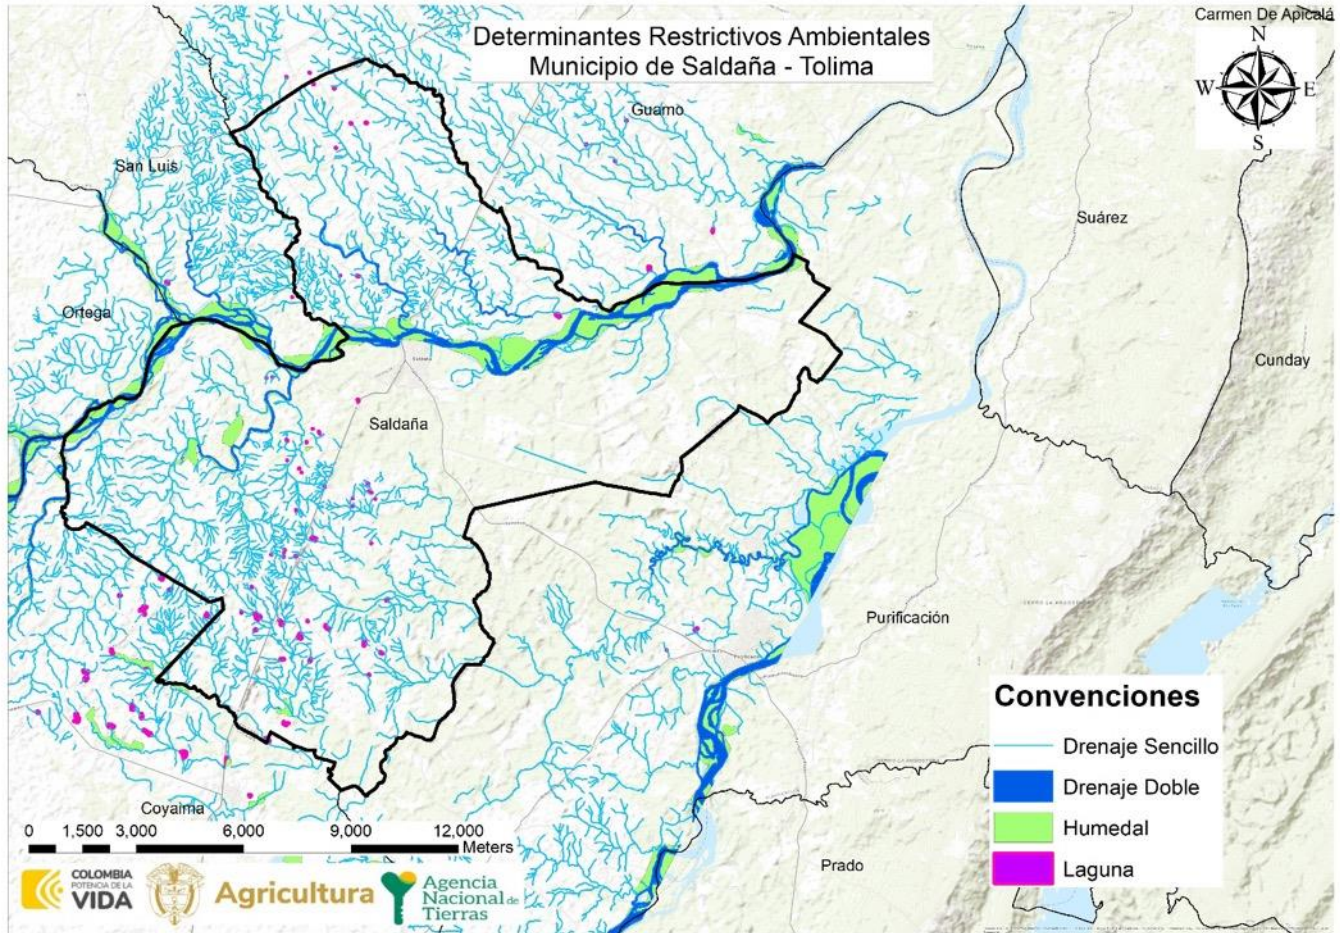 Carmen De Apicalá
Determinantes Restrictivos Ambientales
Municipio de Saldaña - Tolima
N
W
E
S
Guamo
San Luis
Suárez
Ortega
Cunday
Saldaña
Purificación
Coyaima
Prado
Convenciones
Drenaje Sencillo
Drenaje Doble
Humedal
Laguna
0 1,500 3,000 6,000 9,000 12,000
Meters
COLOMBIA
POTENCIA DE LA
VIDA
Agricultura
Agencia
Nacional de
Tierras